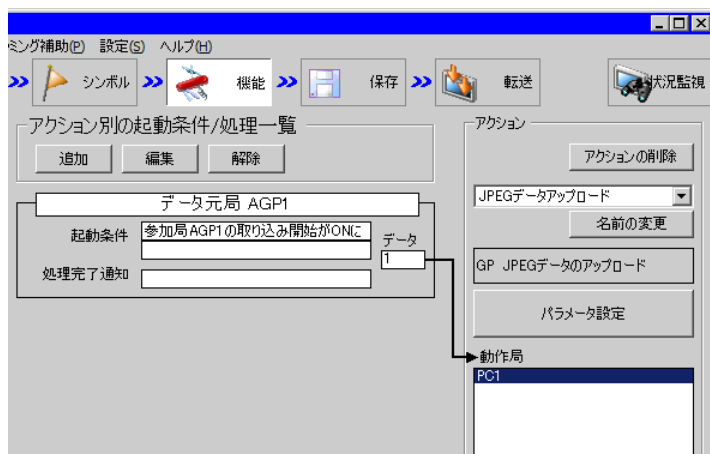 ミング補助(P) 設定(S) ヘルプ(H)
シンボル 機能 保存 転送 状況監視
アクション別の起動条件/処理一覧
追加 編集 解除
データ元局 AGP1
起動条件 参加局AGP1の取り込み開始がONに
データ
1
処理完了通知
アクション
アクションの削除
JPEGデータアップロード
名前の変更
GP JPEGデータのアップロード
パラメータ設定
動作局
PC1